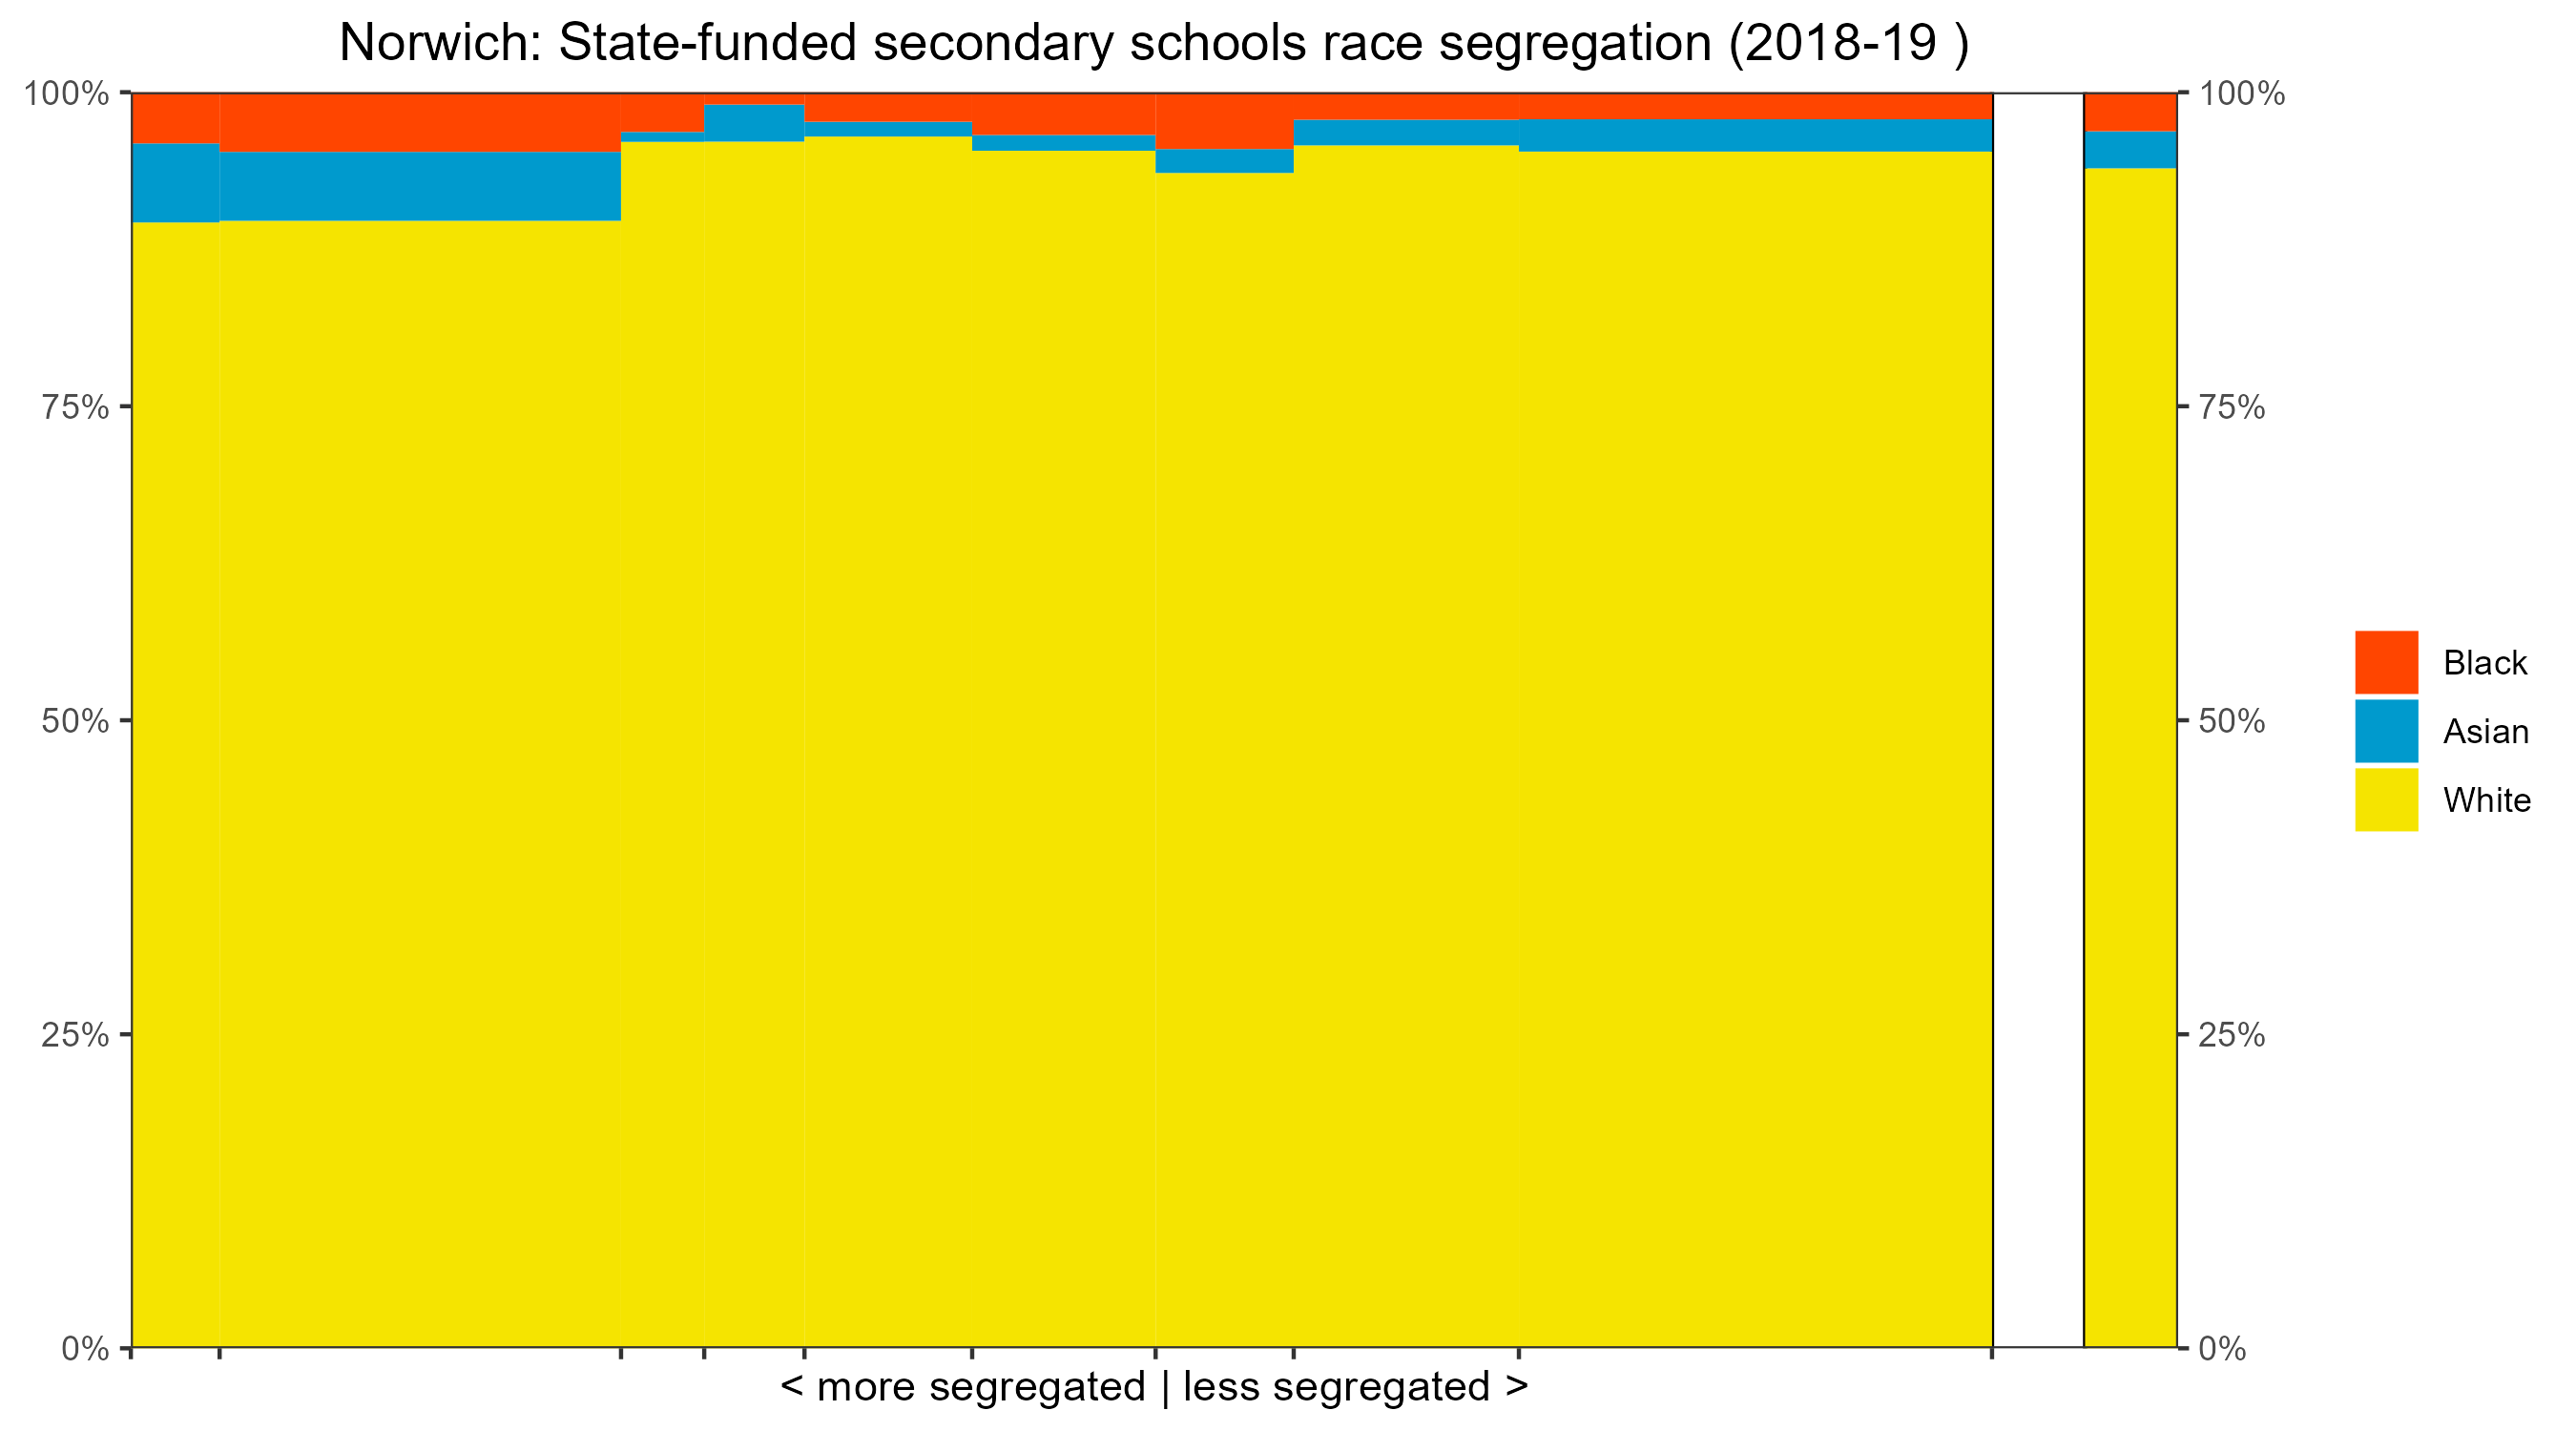 Norwich: State-funded secondary schools race segregation (2018-19 )
100%
75%
50%
25%
0%
100%
75%
50%
25%
0%
Black
Asian
White
< more segregated | less segregated >